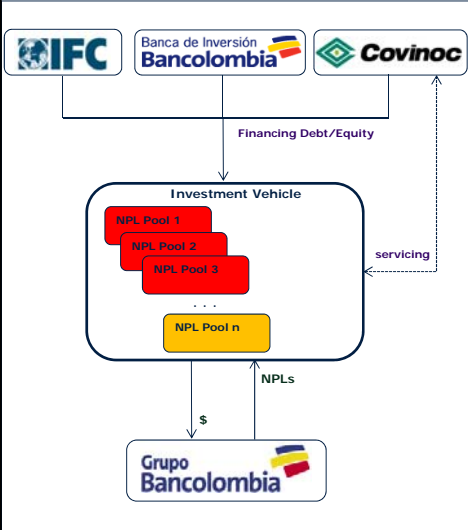 IFC
Banca de Inversión
Bancolombia
Covinoc
Financing Debt/Equity
Investment Vehicle
NPL Pool 1
NPL Pool 2
NPL Pool 3
servicing
. . .
NPL Pool n
NPLs
$
Grupo
Bancolombia